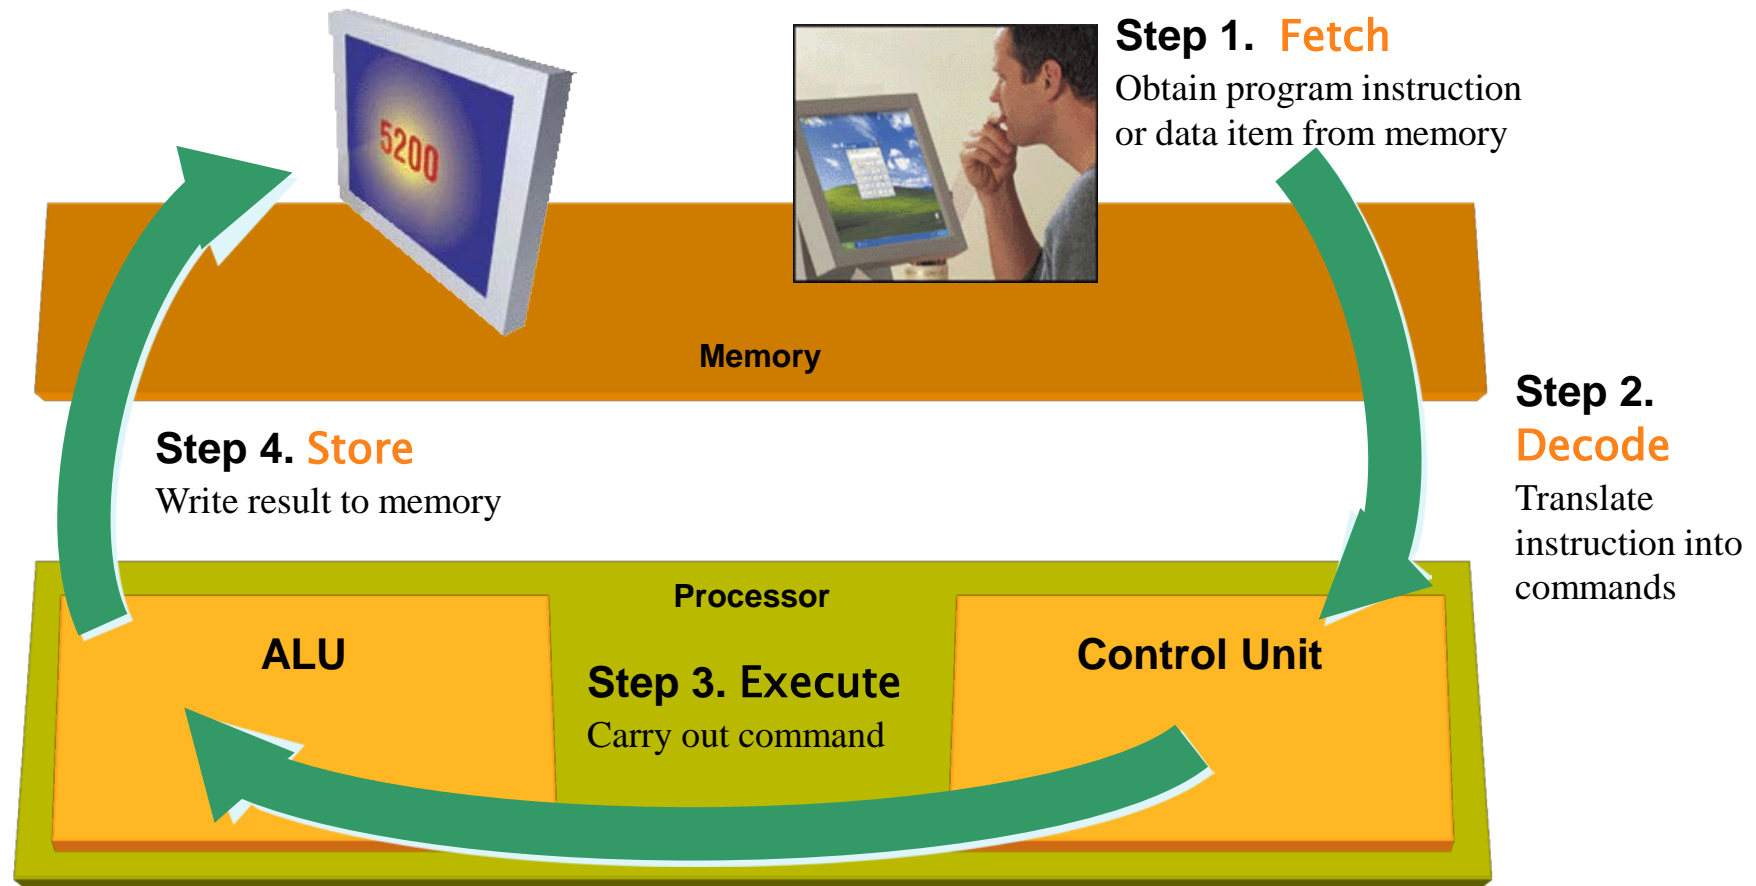 Step 1. Fetch
Obtain program instruction
or data item from memory
5200
Memory
Step 2.
Decode
Translate
instruction into
commands
Step 4. Store
Write result to memory
Processor
ALU
Control Unit
Step 3. Execute
Carry out command